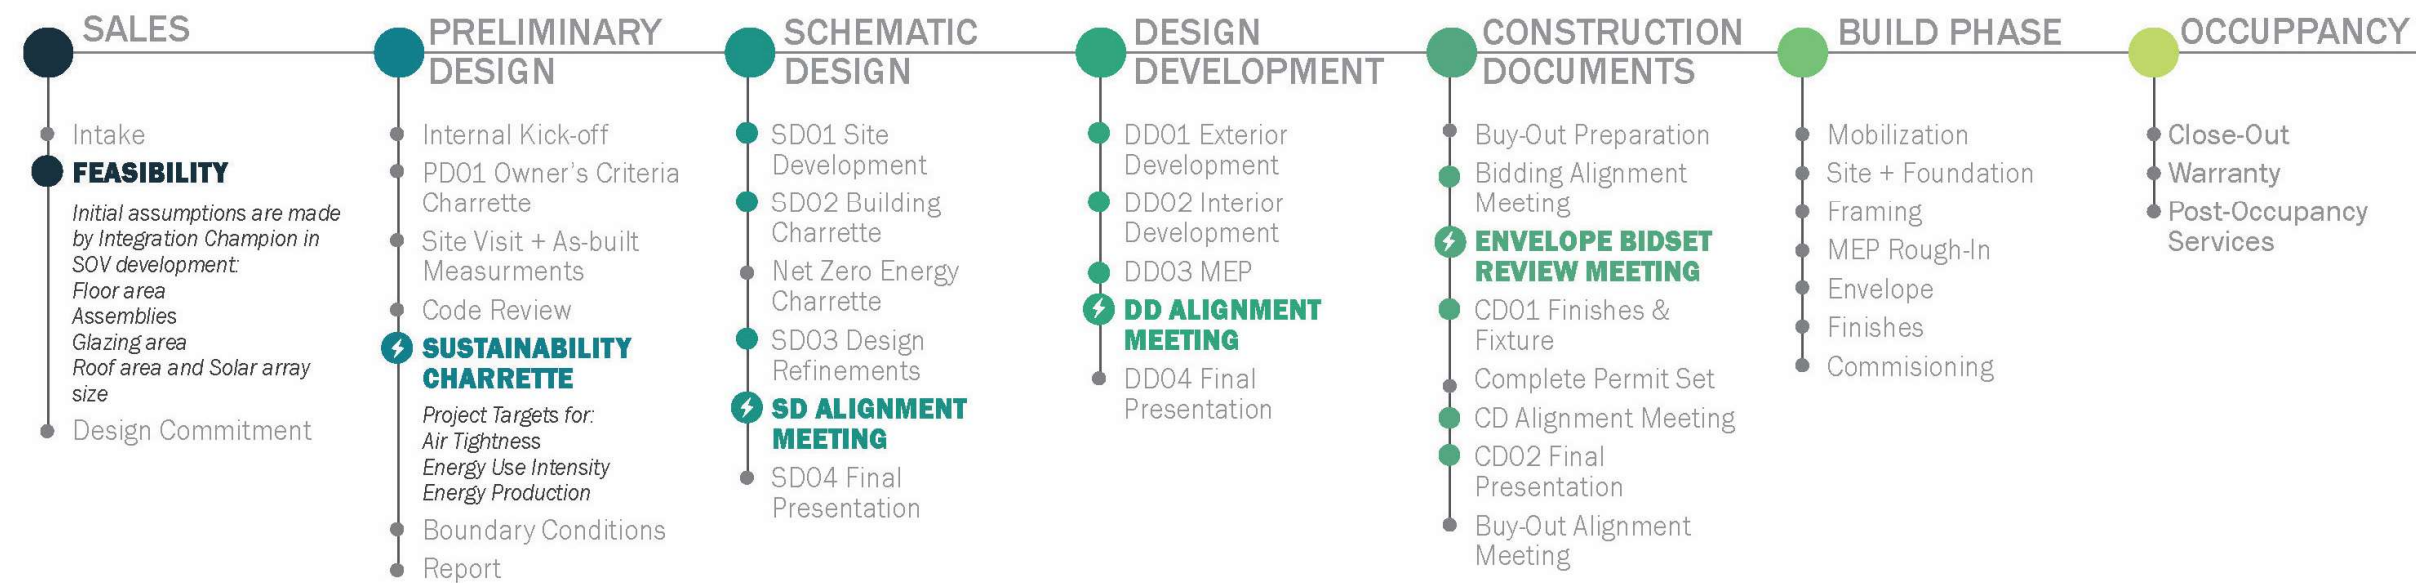 SALES
Intake
FEASIBILITY
Initial assumptions are made
by Integration Champion in
SOV development:
Floor area
Assemblies
Glazing area
Roof area and Solar array
size
Design Commitment
PRELIMINARY
DESIGN
Internal Kick-off
PD01 Owner's Criteria
Charrette
Site Visit + As-built
Measurments
Code Review
SUSTAINABILITY
CHARRETTE
Project Targets for:
Air Tightness
Energy Use Intensity
Energy Production
Boundary Conditions
Report
SCHEMATIC
DESIGN
SD01 Site
Development
SD02 Building
Charrette
Net Zero Energy
Charrette
SD03 Design
Refinements
SD ALIGNMENT
MEETING
SD04 Final
Presentation
DESIGN
DEVELOPMENT
DD01 Exterior
Development
DD02 Interior
Development
DD03 MEP
DD ALIGNMENT
MEETING
DD04 Final
Presentation
CONSTRUCTION
DOCUMENTS
Buy-Out Preparation
Bidding Alignment
Meeting
ENVELOPE BIDSET
REVIEW MEETING
CD01 Finishes &
Fixture
Complete Permit Set
CD Alignment Meeting
CD02 Final
Presentation
Buy-Out Alignment
Meeting
BUILD PHASE
Mobilization
Site + Foundation
Framing
MEP Rough-In
Envelope
Finishes
Commisioning
OCCUPPANCY
Close-Out
Warranty
Post-Occupancy
Services